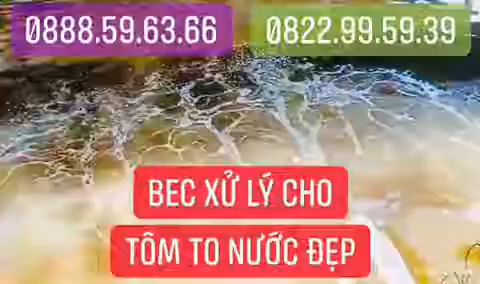 0888.59.63.66
0822.99.59.39
BEC XỬ LÝ CHO
TÔM TO NƯỚC ĐẸP